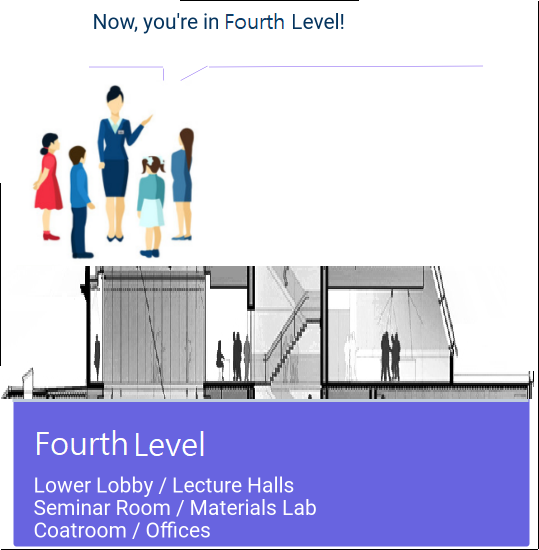 Now, you're in Fourth Level!
Fourth Level
Lower Lobby / Lecture Halls
Seminar Room / Materials Lab
Coatroom / Offices